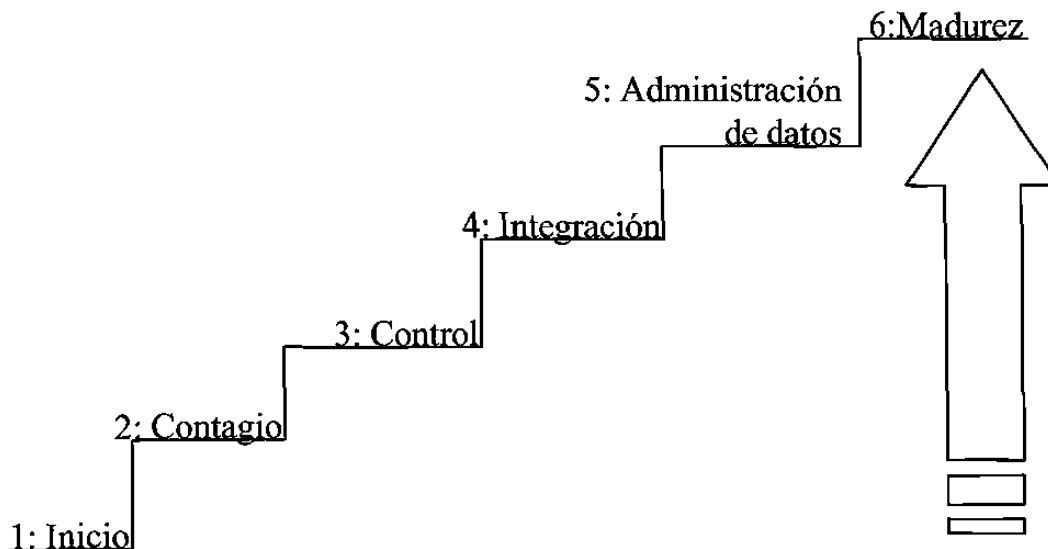 6:Madurez
5: Administración
de datos
4: Integración
3: Control
2: Contagio
1: Inicio